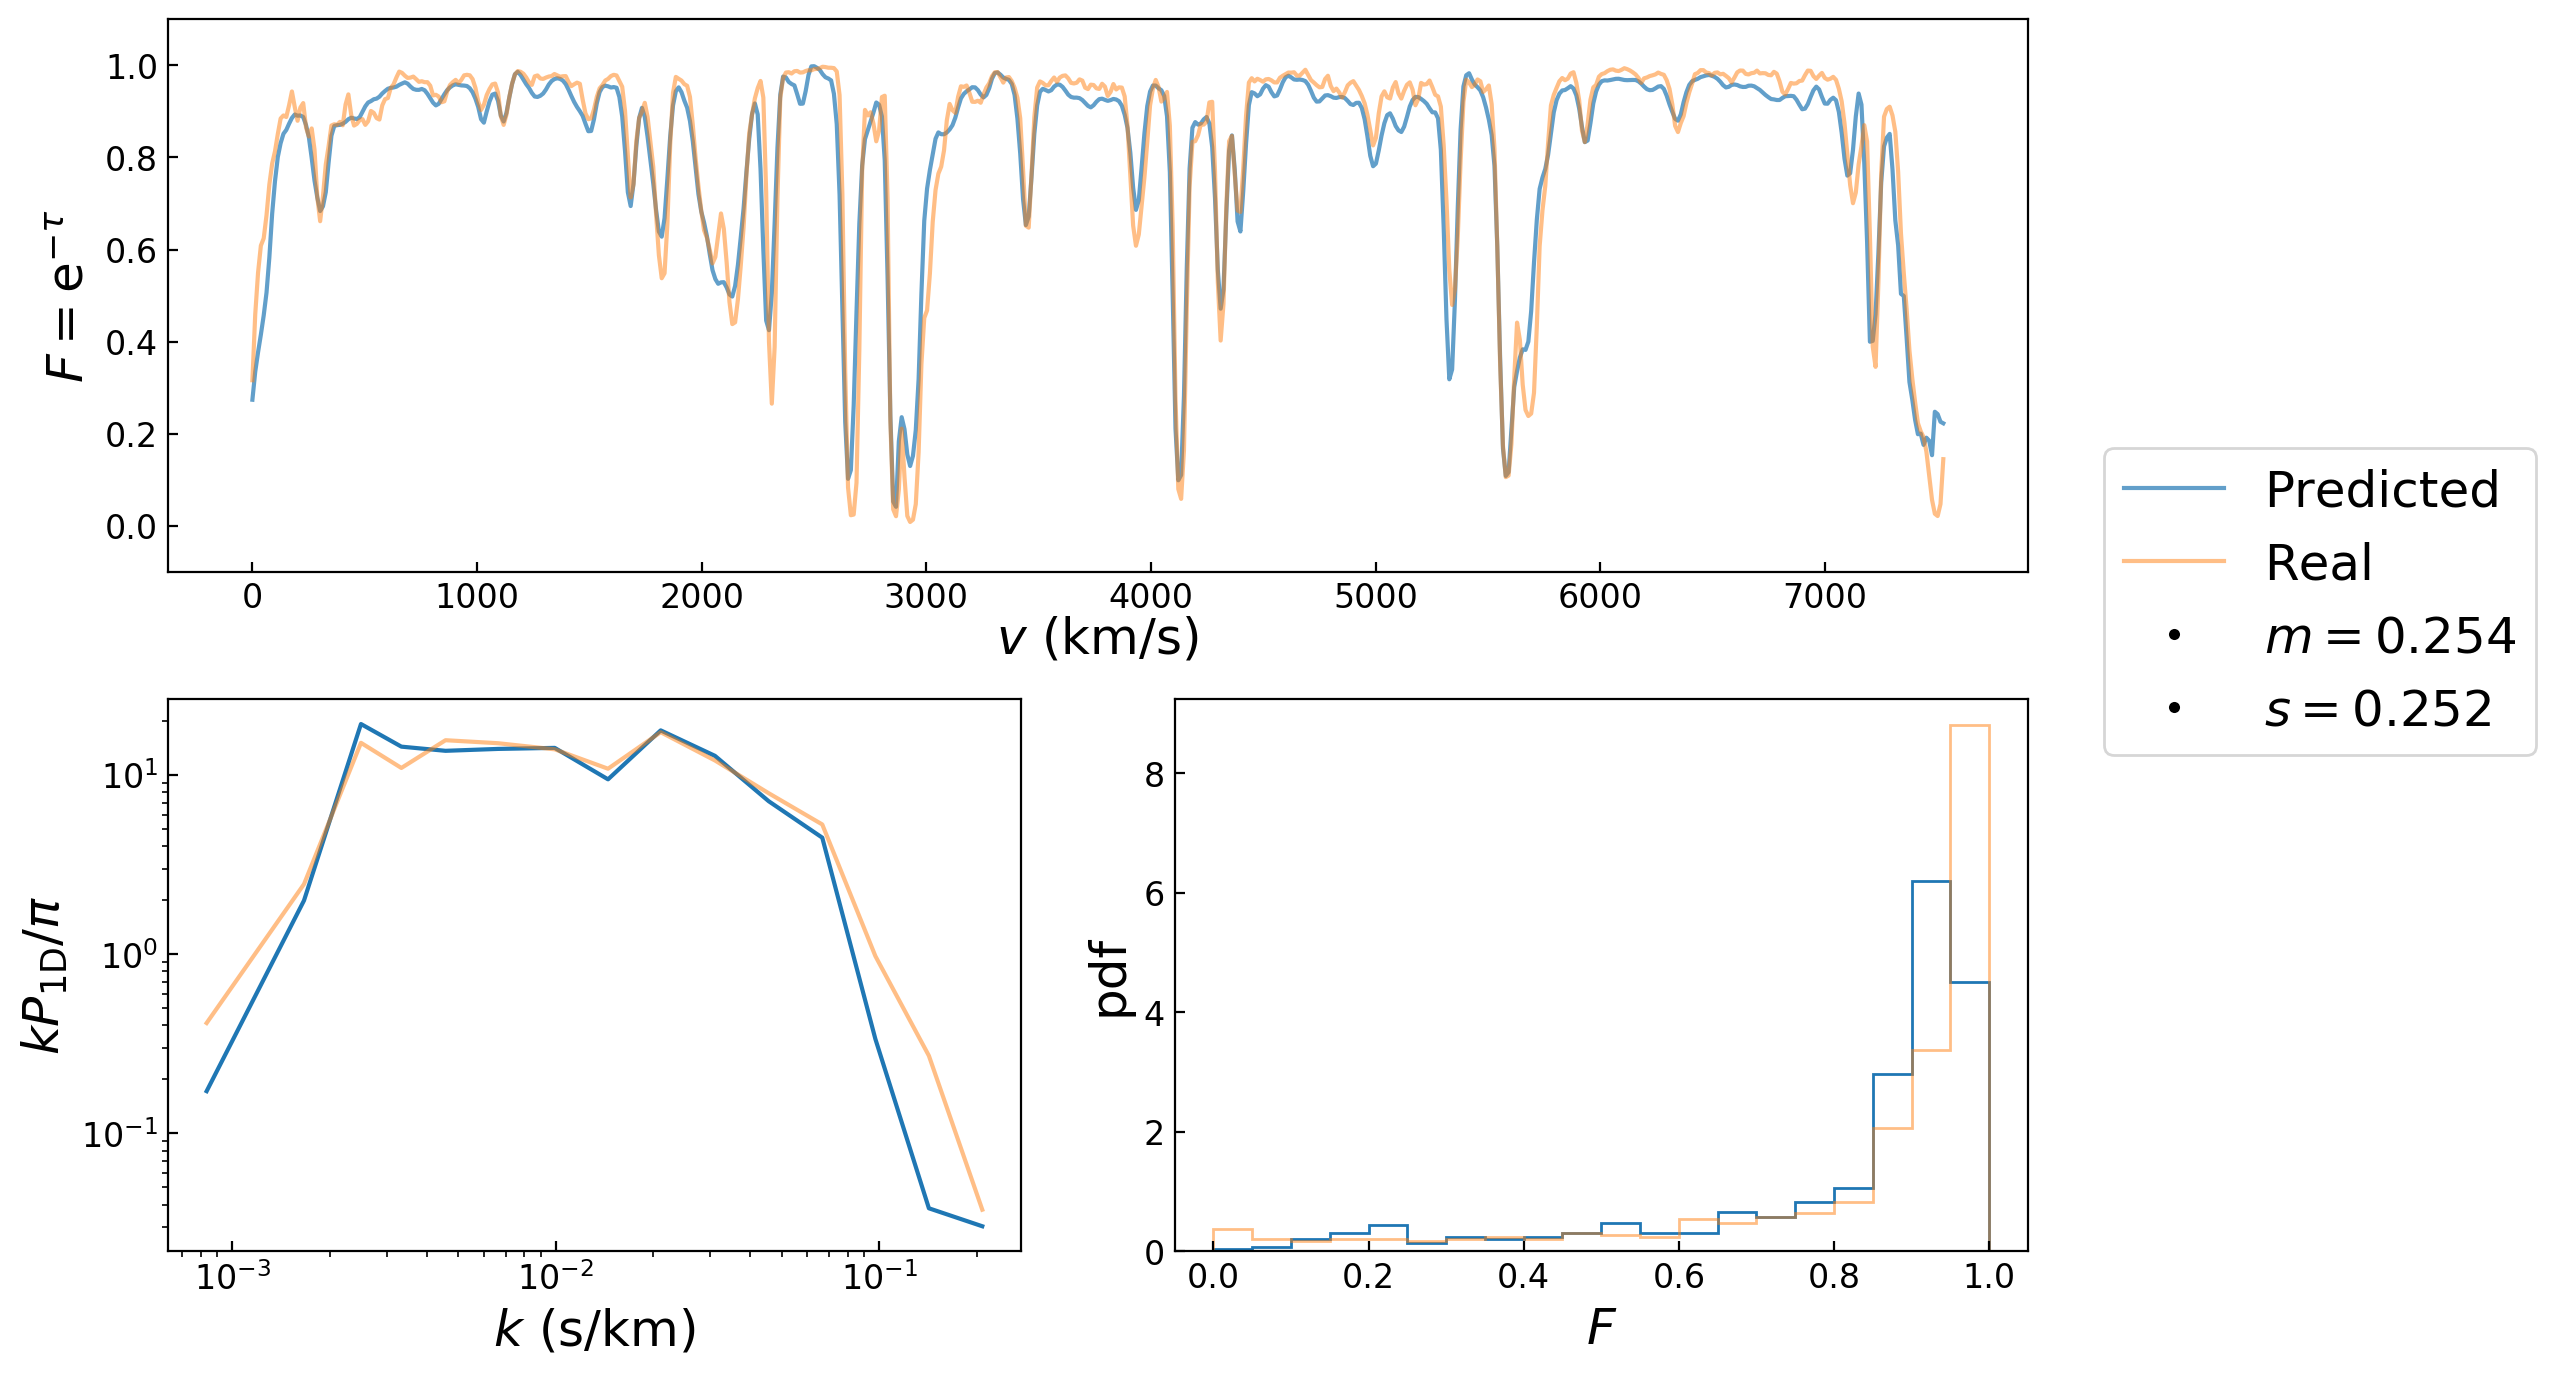 F = e^{−τ}
1.0
0.8
0.6
0.4
0.2
0.0
0 1000 2000 3000 4000 5000 6000 7000
v (km/s)
Predicted
Real
m = 0.254
s = 0.252
kP_{1D}/π
10^1
10^0
10^{−1}
10^{−3} 10^{−2} 10^{−1}
k (s/km)
pdf
8
6
4
2
0
0.0 0.2 0.4 0.6 0.8 1.0
F